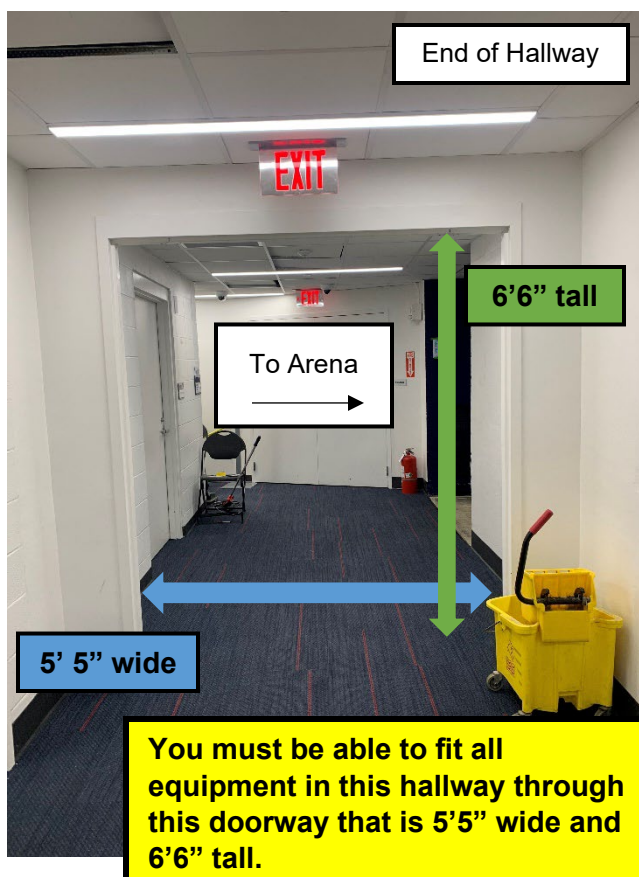 End of Hallway
EXIT
EXIT
6’6” tall
To Arena
5’ 5” wide
You must be able to fit all
equipment in this hallway through
this doorway that is 5’5” wide and
6’6” tall.